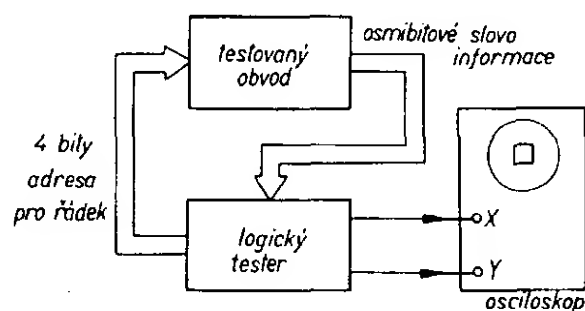 testovaný
obvod
osmibitové slovo
informace
4 bity
adresa
pro řádek
logický
tester
X
Y
osciloskop